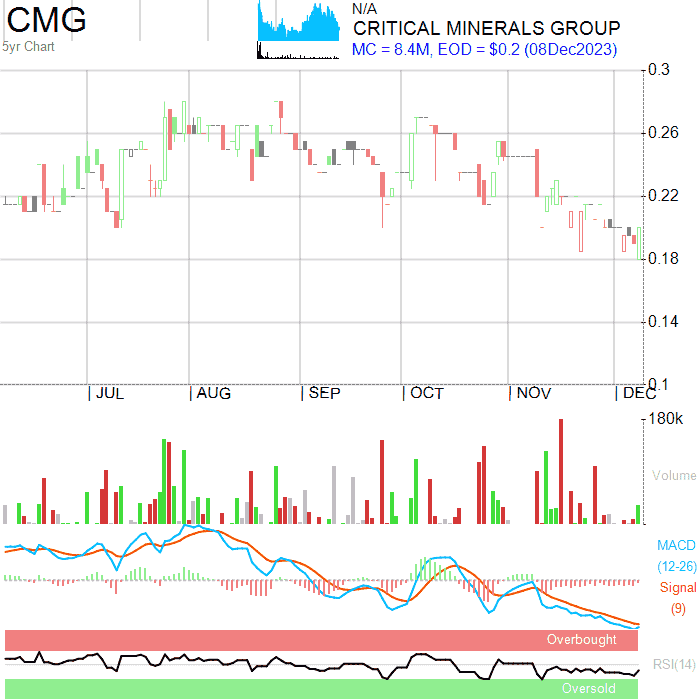 CMG
5yr Chart
N/A
CRITICAL MINERALS GROUP
MC = 8.4M, EOD = $0.2 (08Dec2023)
0.3
0.26
0.22
0.18
0.14
0.1
JUL AUG SEP OCT NOV DEC
180k
Volume
MACD
(12-26)
Signal
(9)
Overbought
RSI(14)
Oversold